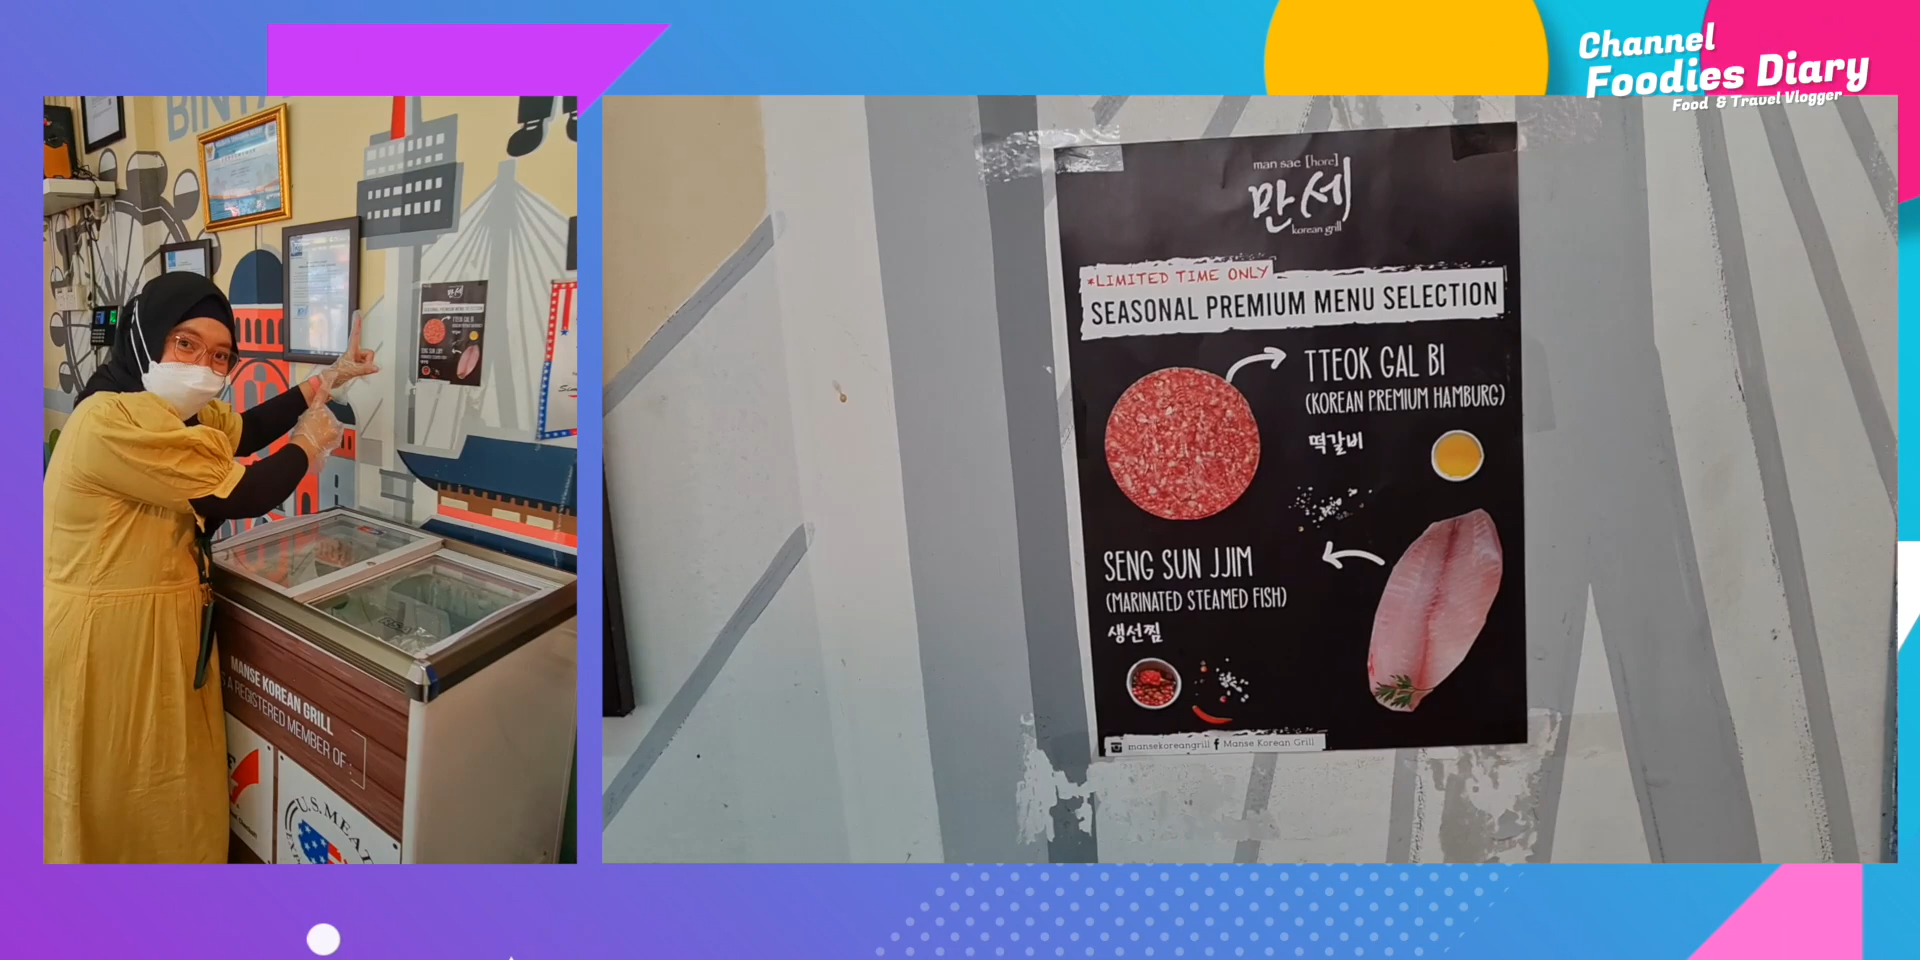 Channel
Foodies Diary
Food & Travel Vlogger
man sae [hore]
만세
korean grill
*LIMITED TIME ONLY
SEASONAL PREMIUM MENU SELECTION
TTEOK GAL BI
(KOREAN PREMIUM HAMBURG)
떡갈비
SENG SUN JJIM
(MARINATED STEAMED FISH)
생선찜
mansekoreangrill Manse Korean Grill
MANSE KOREAN GRILL
A REGISTERED MEMBER OF :
U.S. MEAT